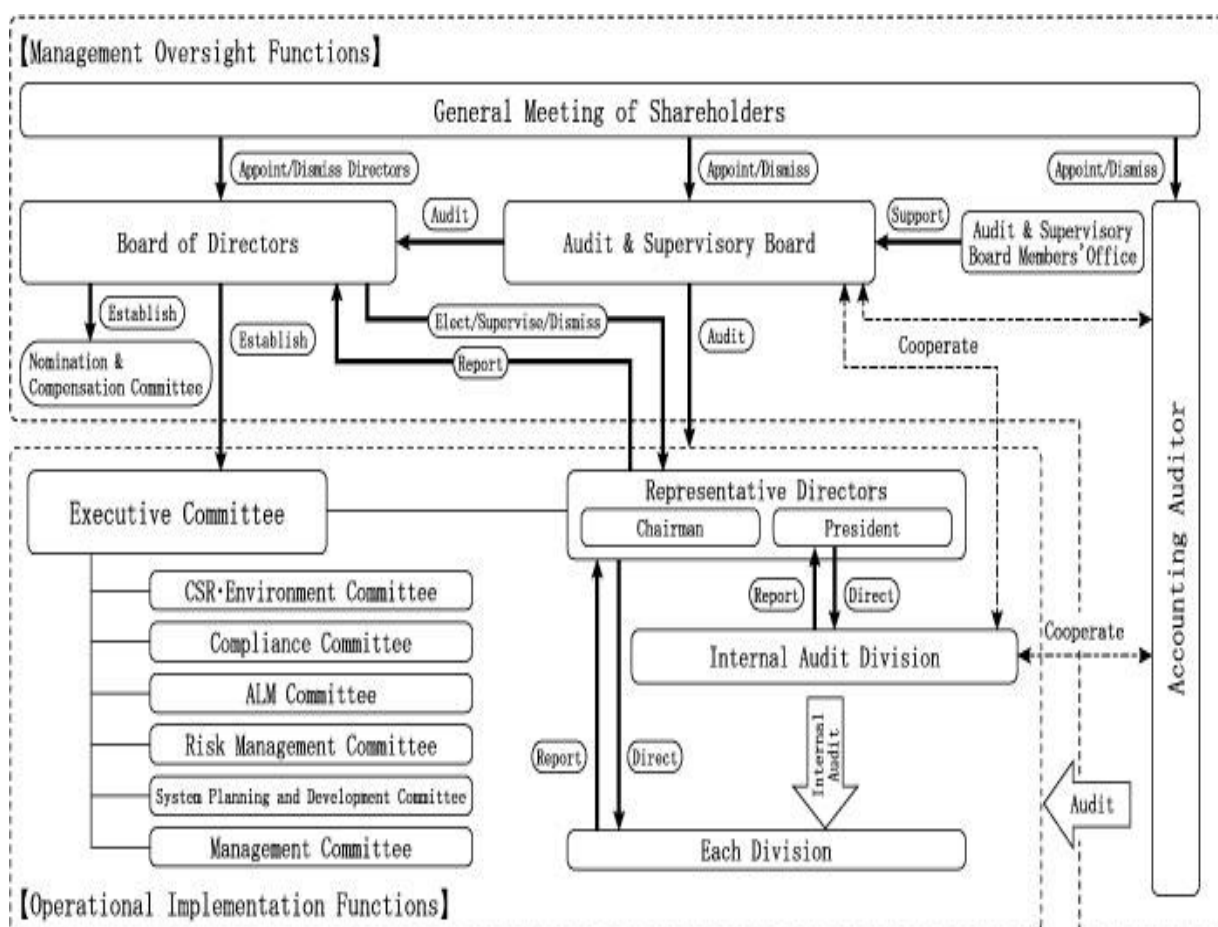 【Management Oversight Functions】
General Meeting of Shareholders
Appoint/Dismiss Directors
Appoint/Dismiss
Appoint/Dismiss
Board of Directors
Audit
Audit & Supervisory Board
Support
Audit & Supervisory
Board Members'Office
Establish
Establish
Elect/Supervise/Dismiss
Report
Audit
Cooperate
Nomination &
Compensation Committee
Accounting Auditor
Executive Committee
Representative Directors
Chairman
President
CSR·Environment Committee
Compliance Committee
ALM Committee
Risk Management Committee
System Planning and Development Committee
Management Committee
Report
Direct
Internal Audit Division
Cooperate
Report
Direct
Internal
Audit
Audit
Each Division
【Operational Implementation Functions】